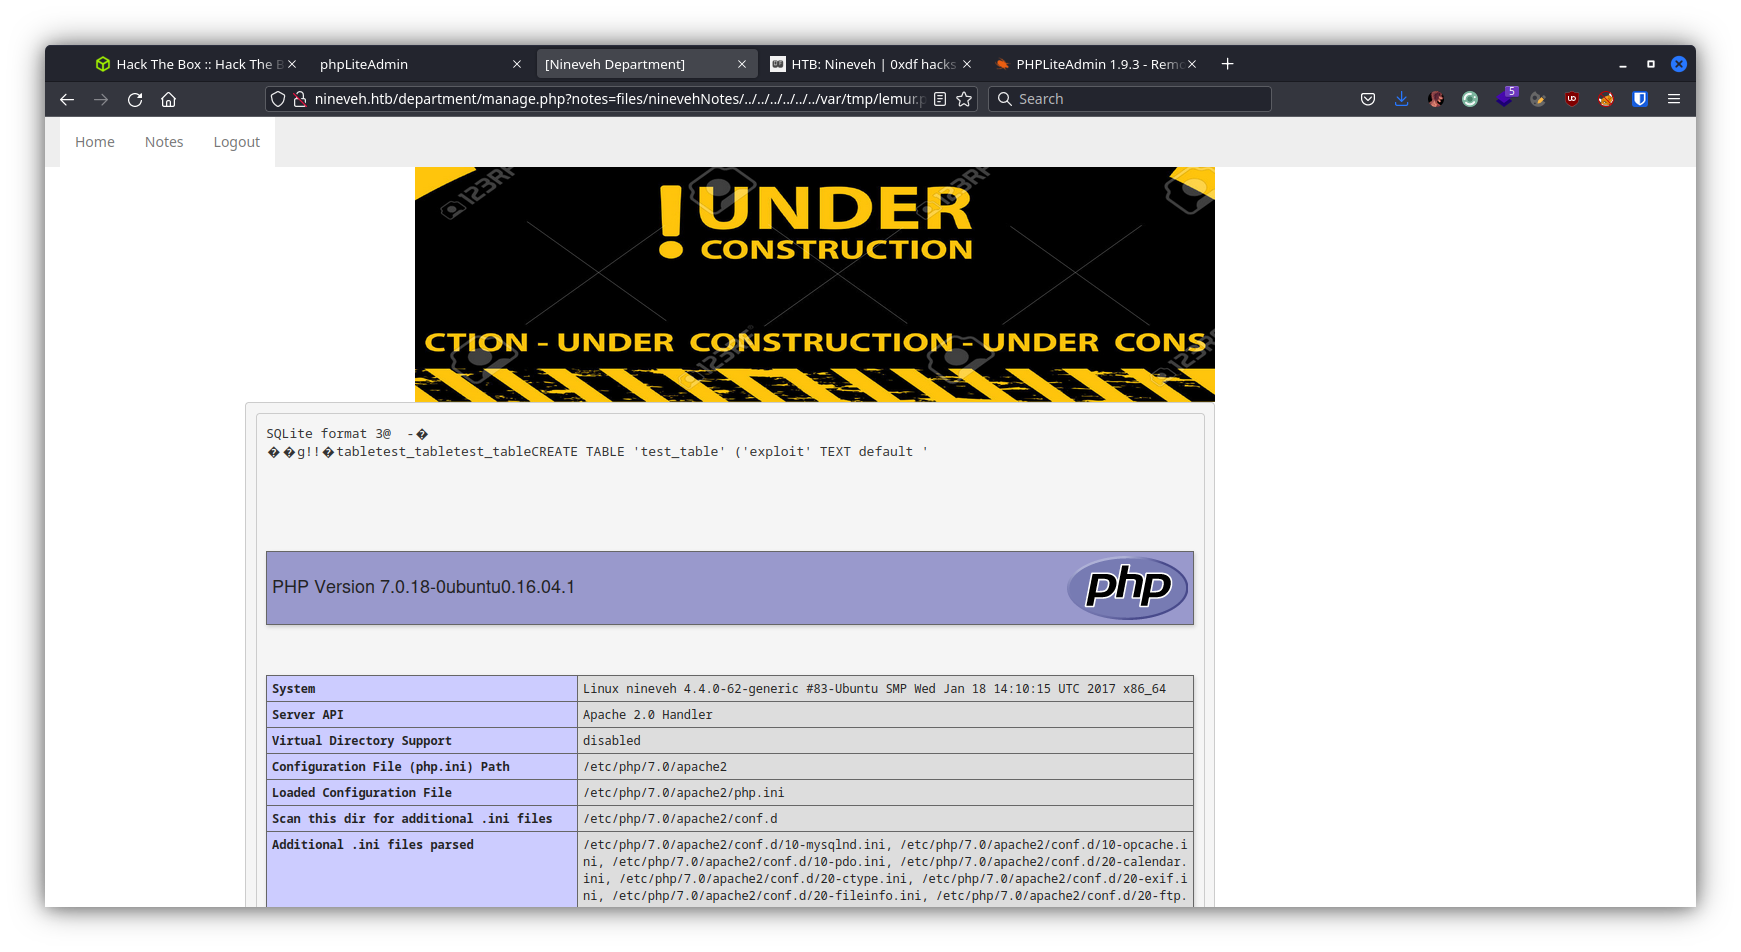 Hack The Box :: Hack The B
phpLiteAdmin
[Nineveh Department]
HTB: Nineveh | 0xdf hacks
PHPLiteAdmin 1.9.3 - Remo
nineveh.htb/department/manage.php?notes=files/ninevehNotes/../../../../../../var/tmp/lemur.p
Search
5
Home
Notes
Logout
!UNDER
CONSTRUCTION
CTION - UNDER CONSTRUCTION - UNDER CONS
SQLite format 3@ -�
��g!!�tabletest_tabletest_tableCREATE TABLE 'test_table' ('exploit' TEXT default '
PHP Version 7.0.18-0ubuntu0.16.04.1
php
System Linux nineveh 4.4.0-62-generic #83-Ubuntu SMP Wed Jan 18 14:10:15 UTC 2017 x86_64
Server API Apache 2.0 Handler
Virtual Directory Support disabled
Configuration File (php.ini) Path /etc/php/7.0/apache2
Loaded Configuration File /etc/php/7.0/apache2/php.ini
Scan this dir for additional .ini files /etc/php/7.0/apache2/conf.d
Additional .ini files parsed /etc/php/7.0/apache2/conf.d/10-mysqlnd.ini, /etc/php/7.0/apache2/conf.d/10-opcache.i
ni, /etc/php/7.0/apache2/conf.d/10-pdo.ini, /etc/php/7.0/apache2/conf.d/20-calendar.
ini, /etc/php/7.0/apache2/conf.d/20-ctype.ini, /etc/php/7.0/apache2/conf.d/20-exif.i
ni, /etc/php/7.0/apache2/conf.d/20-fileinfo.ini, /etc/php/7.0/apache2/conf.d/20-ftp.